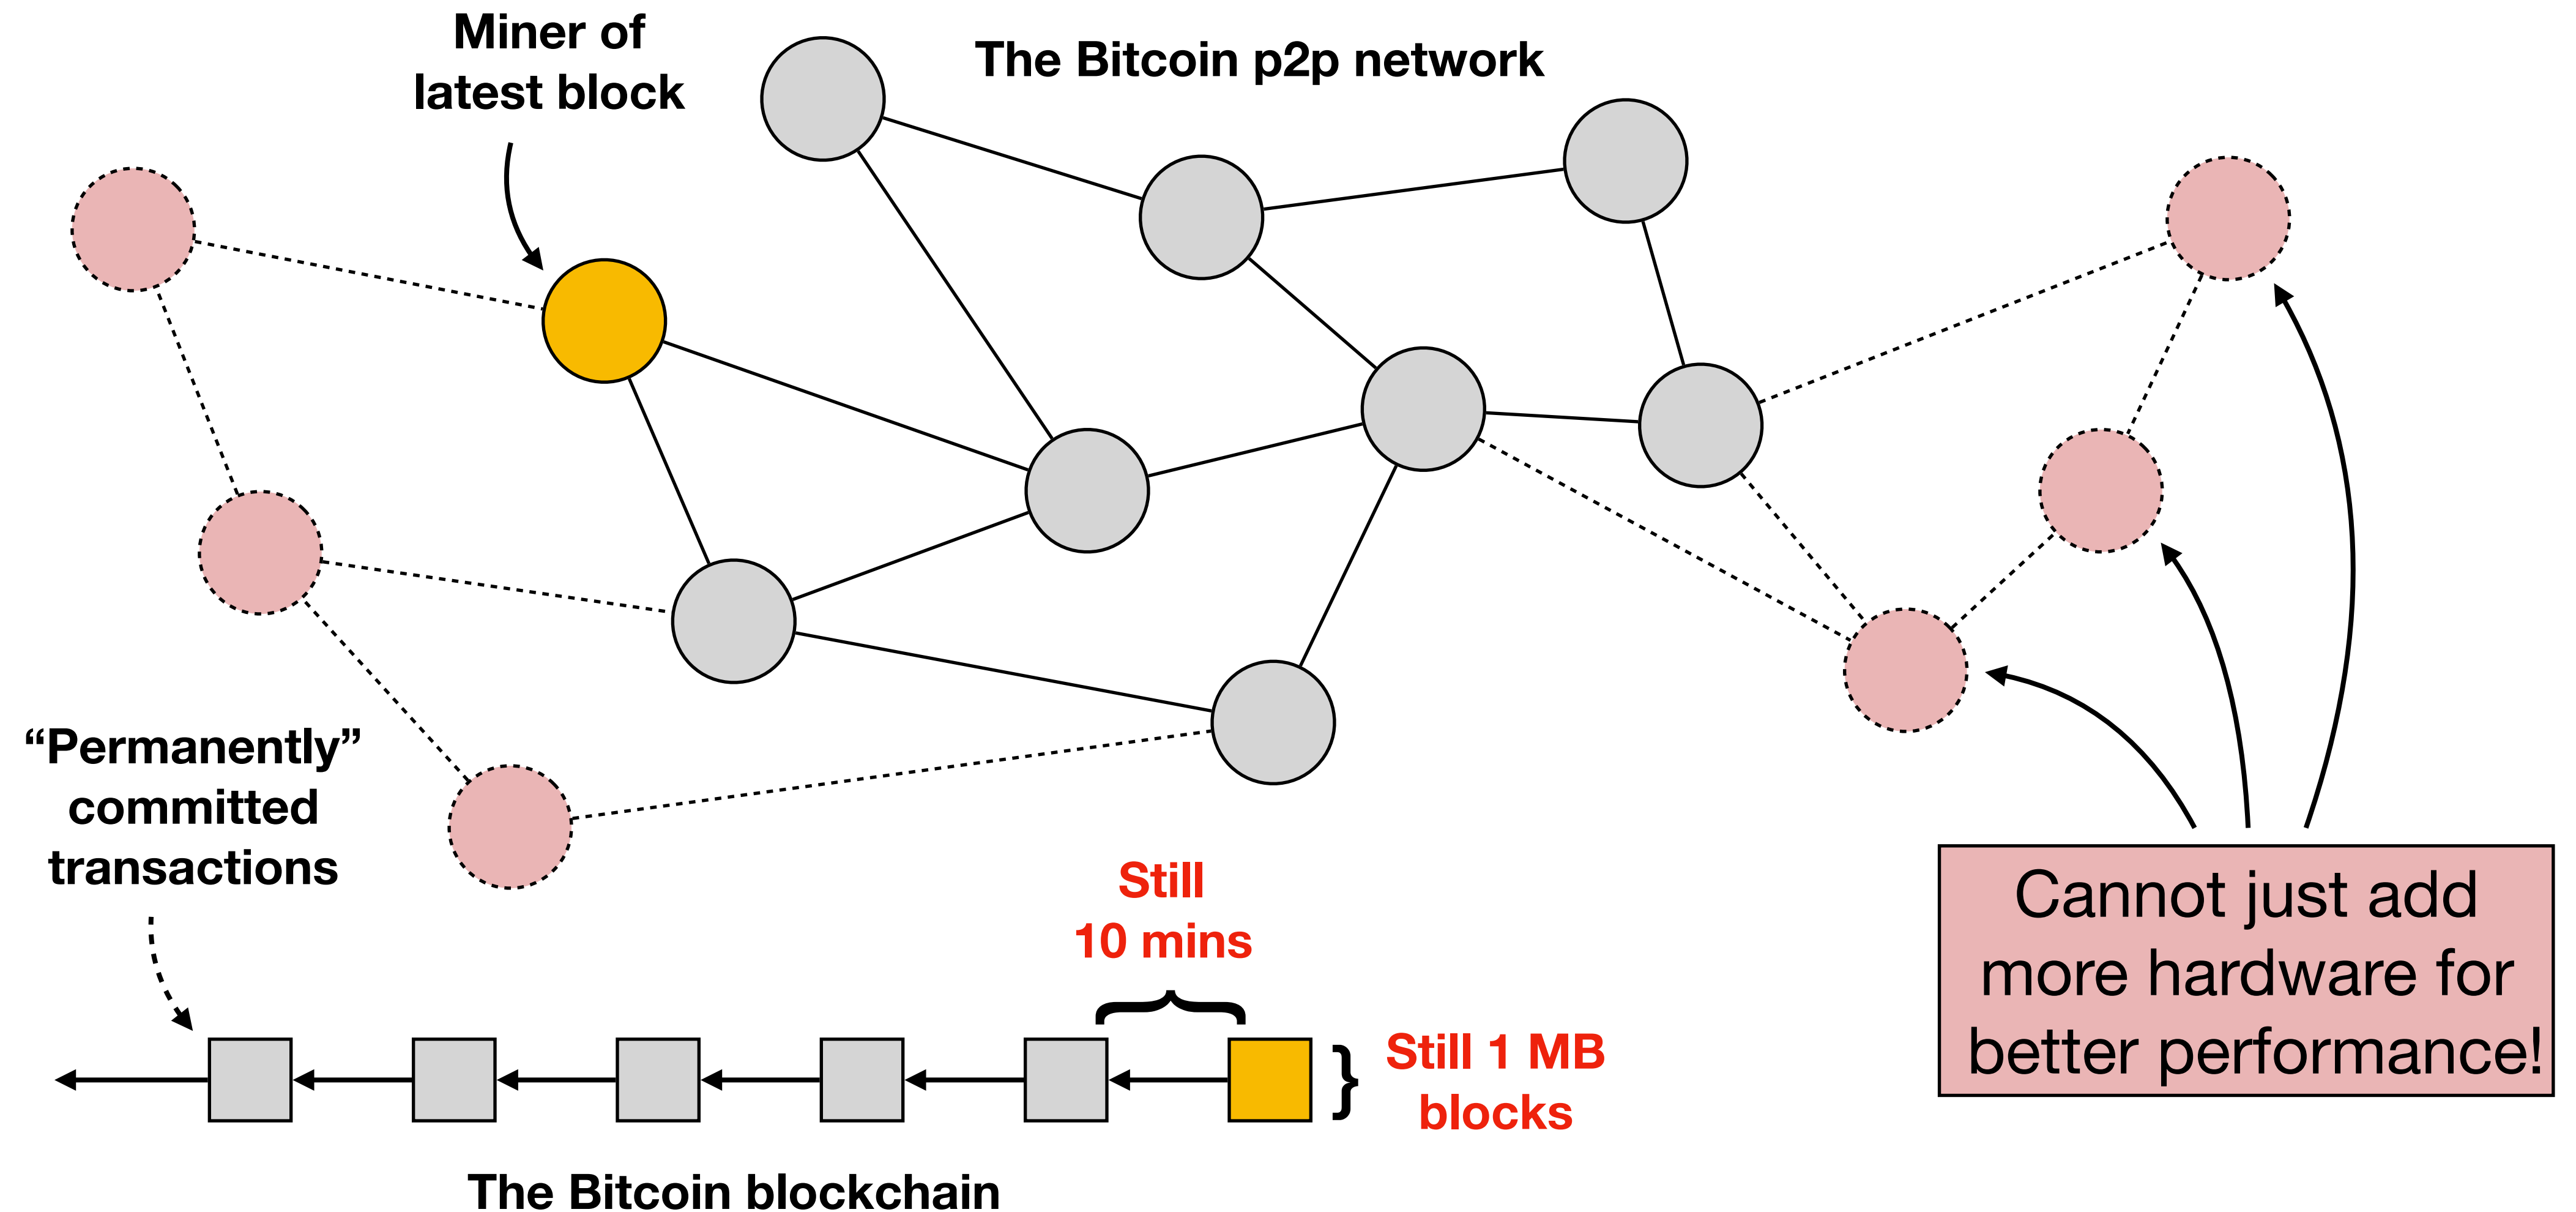 Miner of
latest block
The Bitcoin p2p network
“Permanently”
committed
transactions
Still
10 mins
Still 1 MB
blocks
Cannot just add
more hardware for
better performance!
The Bitcoin blockchain